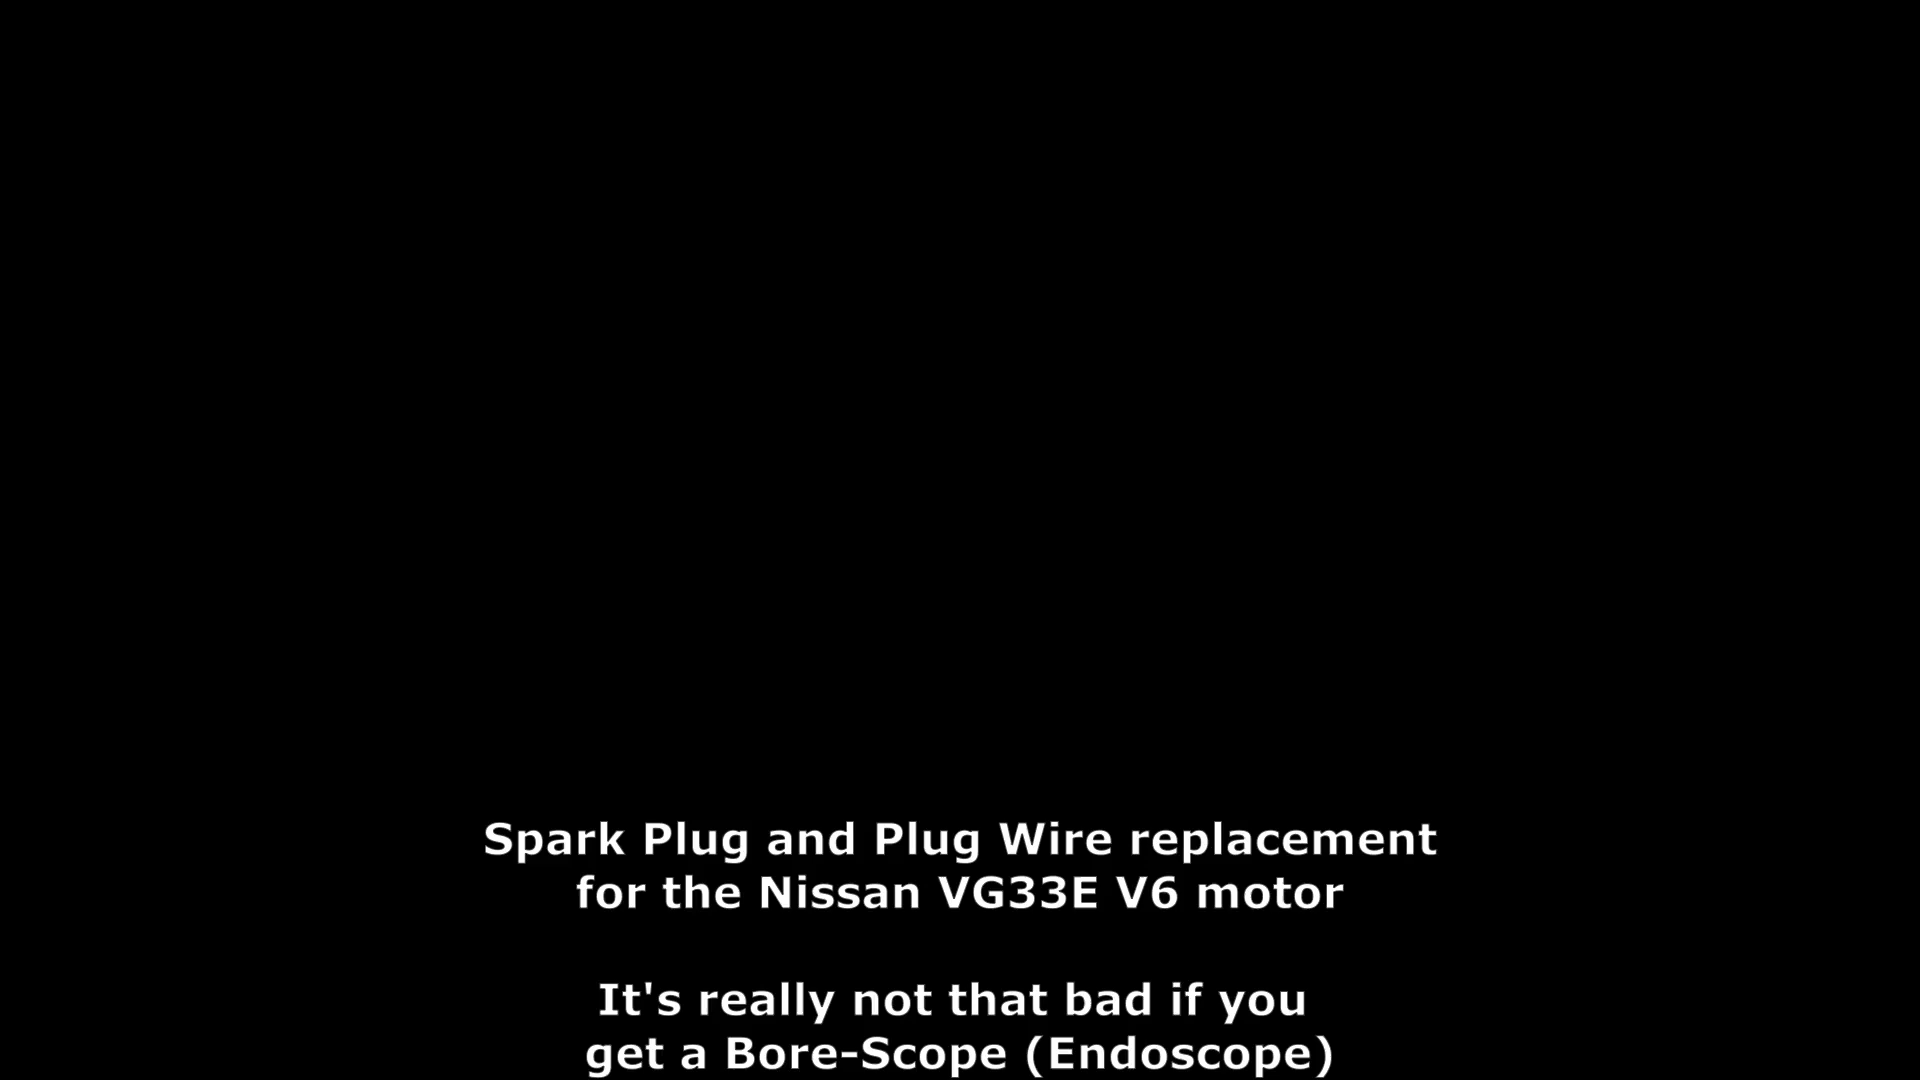 Spark Plug and Plug Wire replacement
for the Nissan VG33E V6 motor
It's really not that bad if you
get a Bore-Scope (Endoscope)